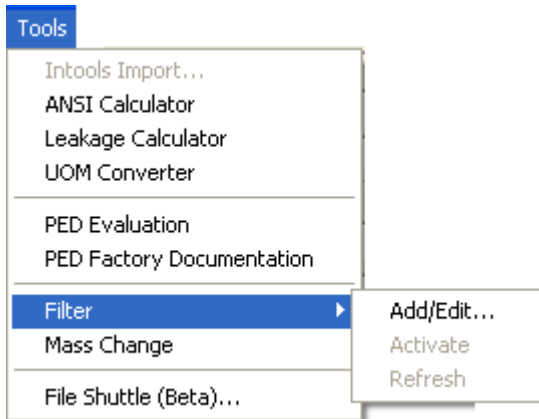 Tools
Intools Import...
ANSI Calculator
Leakage Calculator
UOM Converter
PED Evaluation
PED Factory Documentation
Filter
Add/Edit...
Mass Change
Activate
Refresh
File Shuttle (Beta)...